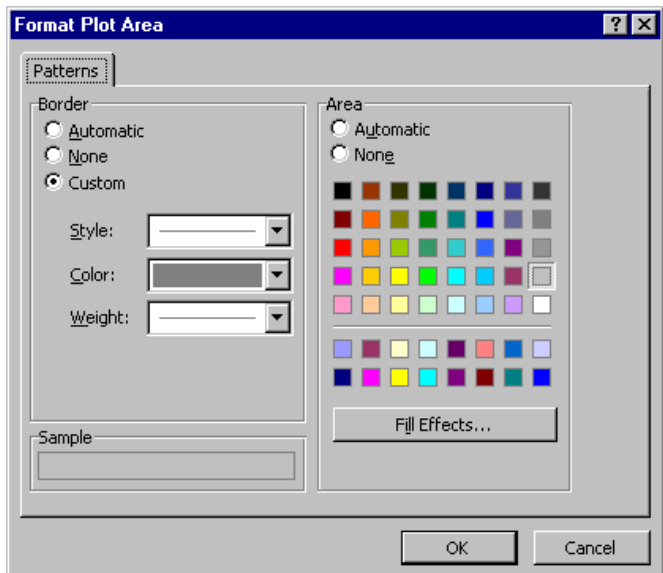 Format Plot Area
Patterns
Border
Automatic
None
Custom
Style:
Color:
Weight:
Sample
Area
Automatic
None
Fill Effects...
OK
Cancel